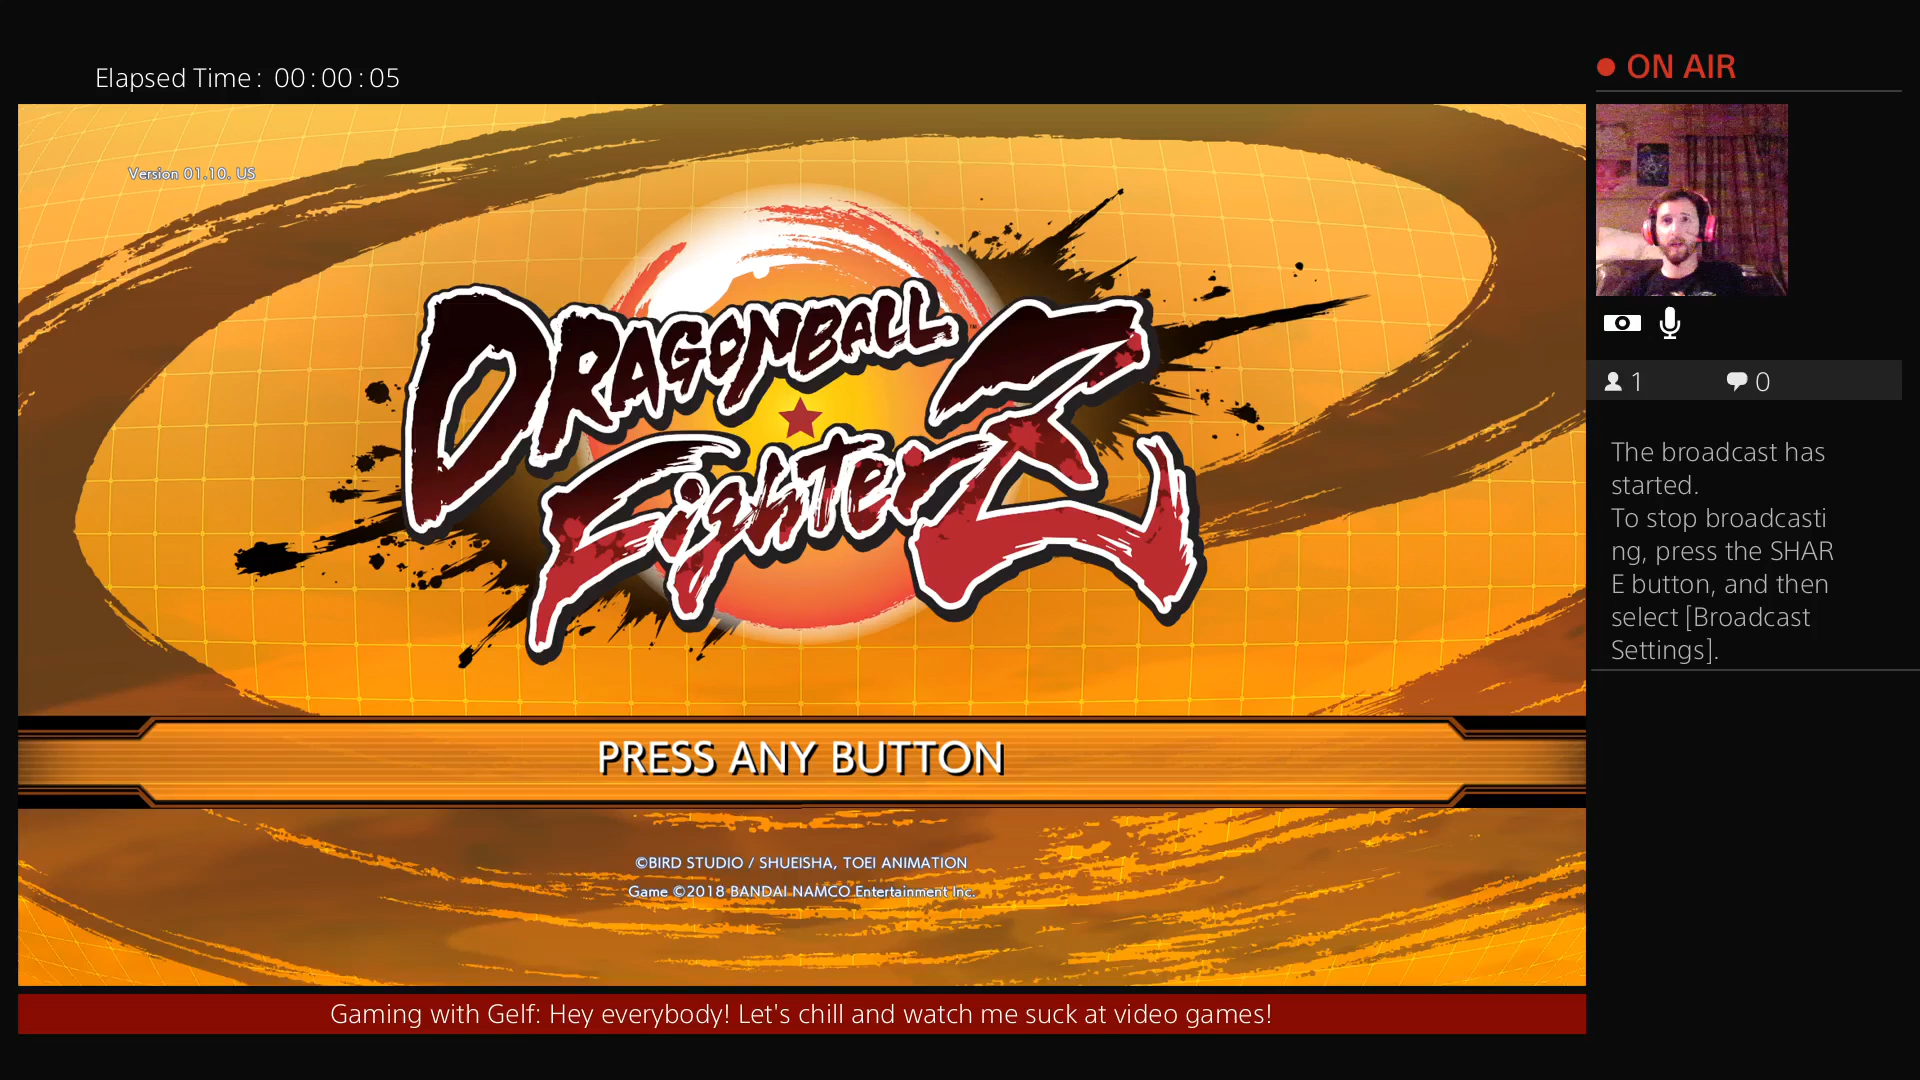 Elapsed Time: 00:00:05
ON AIR
Version 01.10. US
DRAGONBALL
FighterZ
1
0
The broadcast has
started.
To stop broadcasti
ng, press the SHAR
E button, and then
select [Broadcast
Settings].
PRESS ANY BUTTON
©BIRD STUDIO / SHUEISHA, TOEI ANIMATION
Game ©2018 BANDAI NAMCO Entertainment Inc.
Gaming with Gelf: Hey everybody! Let's chill and watch me suck at video games!